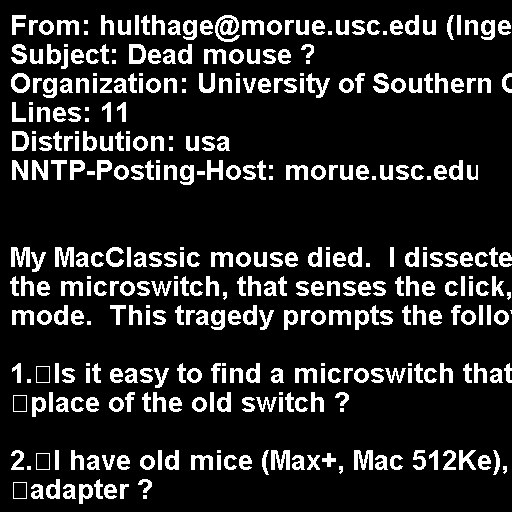 From: hulthage@morue.usc.edu (Inge
Subject: Dead mouse ?
Organization: University of Southern
Lines: 11
Distribution: usa
NNTP-Posting-Host: morue.usc.edu
My MacClassic mouse died.  I dissecte
the microswitch, that senses the click,
mode.  This tragedy prompts the follo
1.□Is it easy to find a microswitch that
□place of the old switch ?
2.□I have old mice (Max+, Mac 512Ke),
□adapter ?